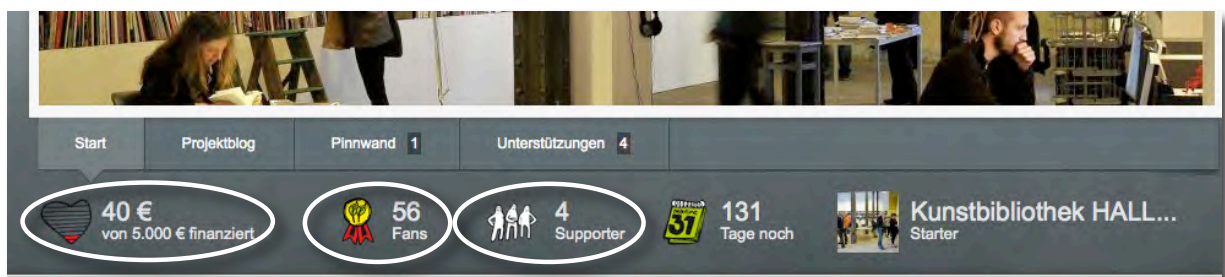 Start Projektblog Pinnwand 1 Unterstützungen 4
40 € 56 4 31 131 Kunstbibliothek HALL...
von 5.000 € finanziert Fans Supporter Tage noch Starter